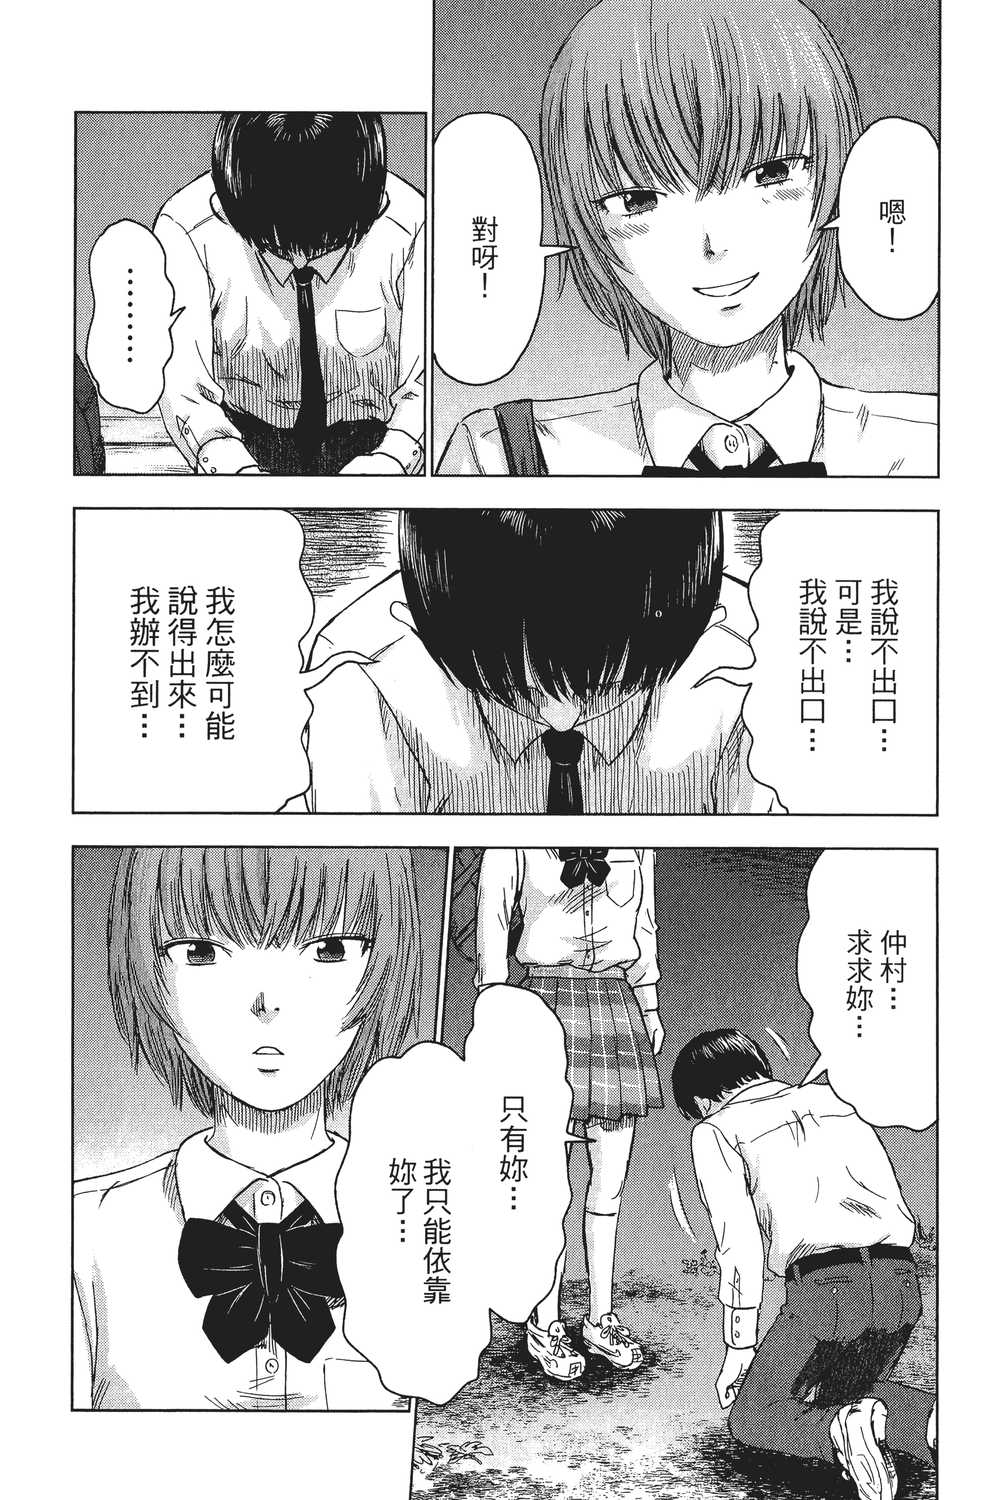 嗯！
對呀！
………
我說不出口…
可是…
我說不出口…
我怎麼可能
說得出來…
我辦不到…
仲村…
求求妳…
只有妳…
我只能依靠
妳了…